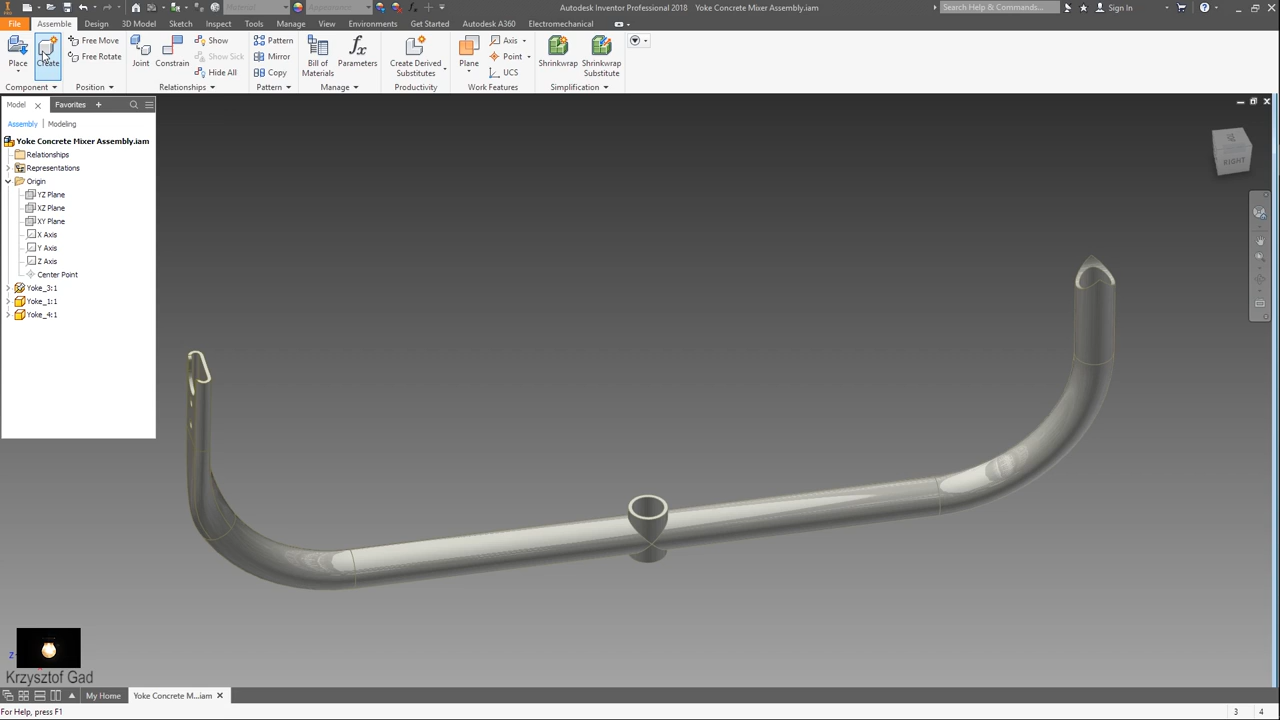 Autodesk Inventor Professional 2018 Yoke Concrete Mixer Assembly.iam
Search Help & Commands...
Sign In
File Assemble Design 3D Model Sketch Inspect Tools Manage View Environments Get Started Autodesk A360 Electromechanical
Place
Create
Free Move
Free Rotate
Joint
Constrain
Show
Show Sick
Hide All
Pattern
Mirror
Copy
Bill of Materials
Parameters
Create Derived Substitutes
Plane
Axis
Point
UCS
Shrinkwrap
Shrinkwrap Substitute
Component Position Relationships Pattern Manage Productivity Work Features Simplification
Model Favorites +
Assembly | Modeling
Yoke Concrete Mixer Assembly.iam
Relationships
Representations
Origin
YZ Plane
XZ Plane
XY Plane
X Axis
Y Axis
Z Axis
Center Point
Yoke_3:1
Yoke_1:1
Yoke_4:1
RIGHT
Z
Krzysztof Gad
My Home Yoke Concrete M...iam
For Help, press F1
3 4